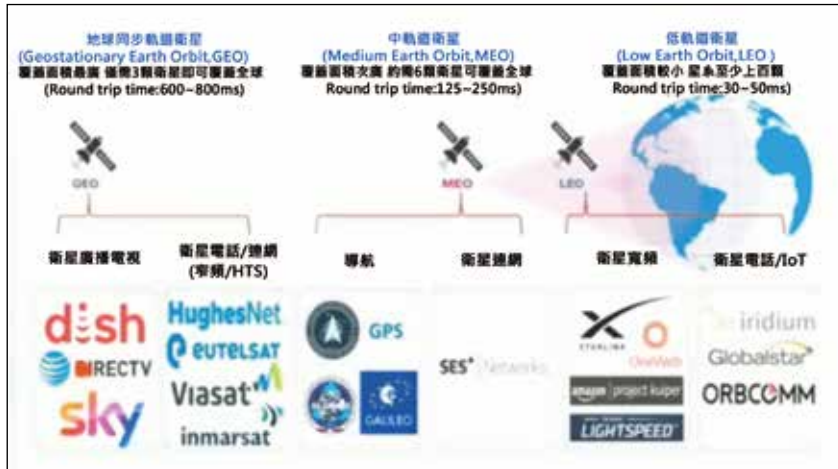 地球同步軌道衛星
(Geostationary Earth Orbit,GEO)
覆蓋面積最廣 僅需3顆衛星即可覆蓋全球
(Round trip time:600~800ms)
中軌道衛星
(Medium Earth Orbit,MEO)
覆蓋面積次廣 約需6顆衛星可覆蓋全球
Round trip time:125~250ms)
低軌道衛星
(Low Earth Orbit,LEO )
覆蓋面積較小 星系至少上百顆
Round trip time:30~50ms)
GEO
MEO
LEO
衛星廣播電視
衛星電話/連網
(窄頻/HTS)
導航
衛星連網
衛星寬頻
衛星電話/IoT
dish
DIRECTV
sky
HughesNet
eutelsat
Viasat
inmarsat
GPS
GALILEO
SES Networks
STARLINK
OneWeb
amazon project kuiper
LIGHTSPEED
iridium
Globalstar
ORBCOMM